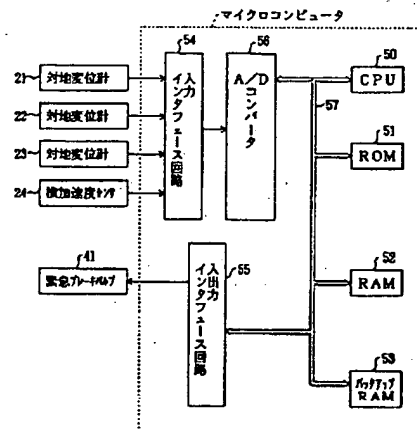 マイクロコンピュータ
54
56
50
21
対地変位計
入力インタフェース回路
A/Dコンバータ
CPU
57
22
対地変位計
51
23
対地変位計
ROM
24
横加速度センサ
41
緊急ブレーキバルブ
入出力インタフェース回路
55
52
RAM
53
バックアップ
RAM